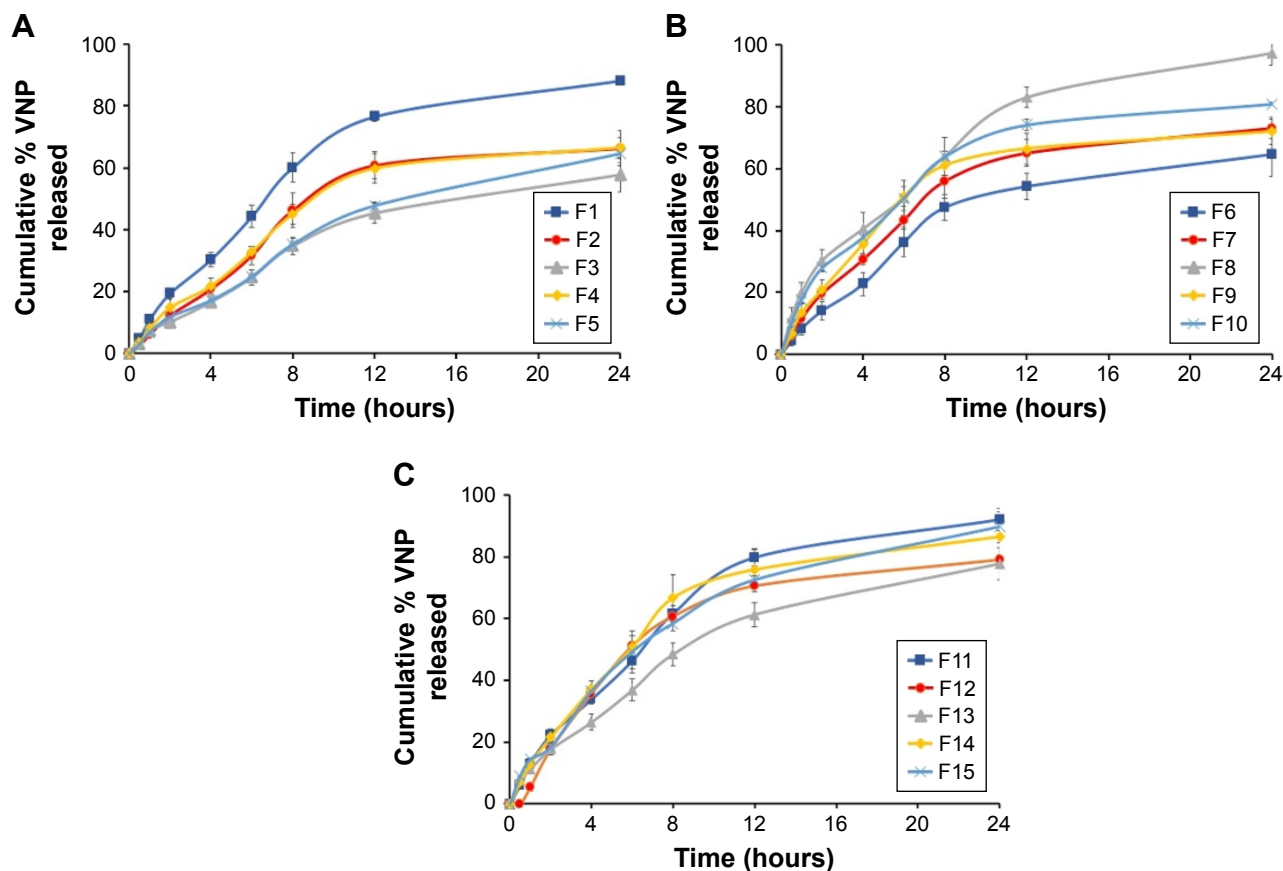 A
Cumulative % VNP
released
100
80
60
40
20
0
0 4 8 12 16 20 24
Time (hours)
F1
F2
F3
F4
F5
B
Cumulative % VNP
released
100
80
60
40
20
0
0 4 8 12 16 20 24
Time (hours)
F6
F7
F8
F9
F10
C
Cumulative % VNP
released
100
80
60
40
20
0
0 4 8 12 16 20 24
Time (hours)
F11
F12
F13
F14
F15